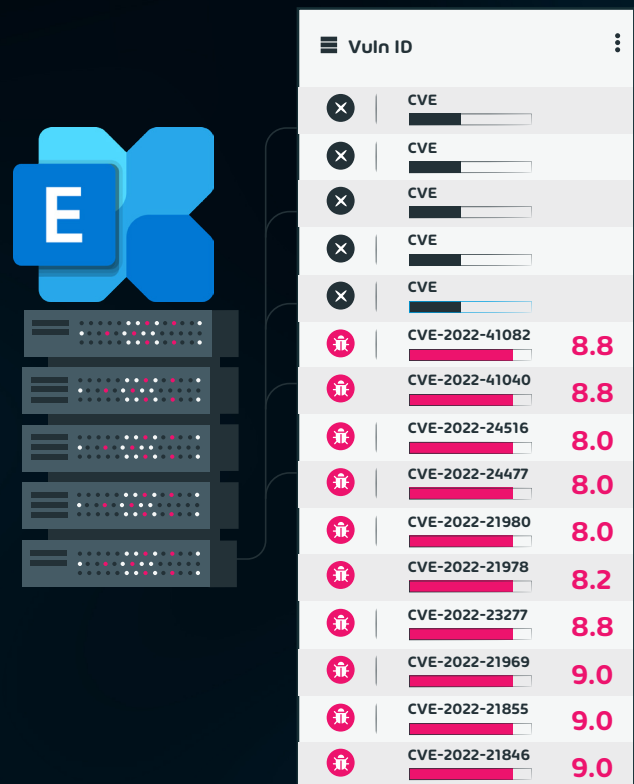 Vuln ID
E
CVE
CVE
CVE
CVE
CVE
CVE-2022-41082 8.8
CVE-2022-41040 8.8
CVE-2022-24516 8.0
CVE-2022-24477 8.0
CVE-2022-21980 8.0
CVE-2022-21978 8.2
CVE-2022-23277 8.8
CVE-2022-21969 9.0
CVE-2022-21855 9.0
CVE-2022-21846 9.0